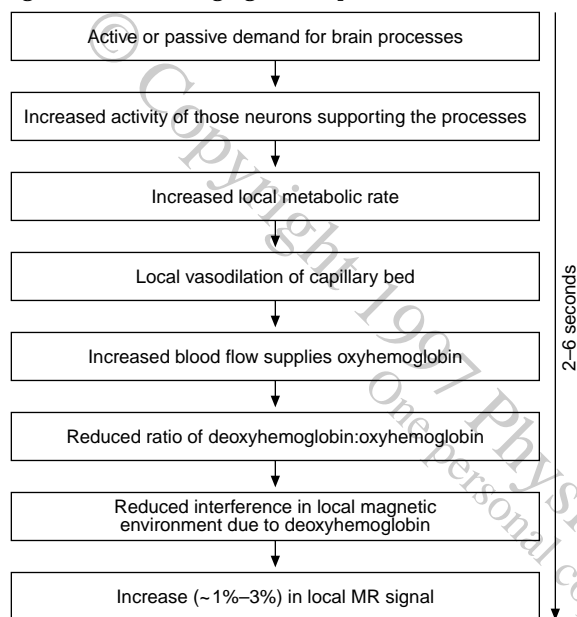 Active or passive demand for brain processes
Increased activity of those neurons supporting the processes
Increased local metabolic rate
Local vasodilation of capillary bed
Increased blood flow supplies oxyhemoglobin
Reduced ratio of deoxyhemoglobin:oxyhemoglobin
Reduced interference in local magnetic
environment due to deoxyhemoglobin
Increase (~1%–3%) in local MR signal
2–6 seconds
© Copyright 1997
One personal